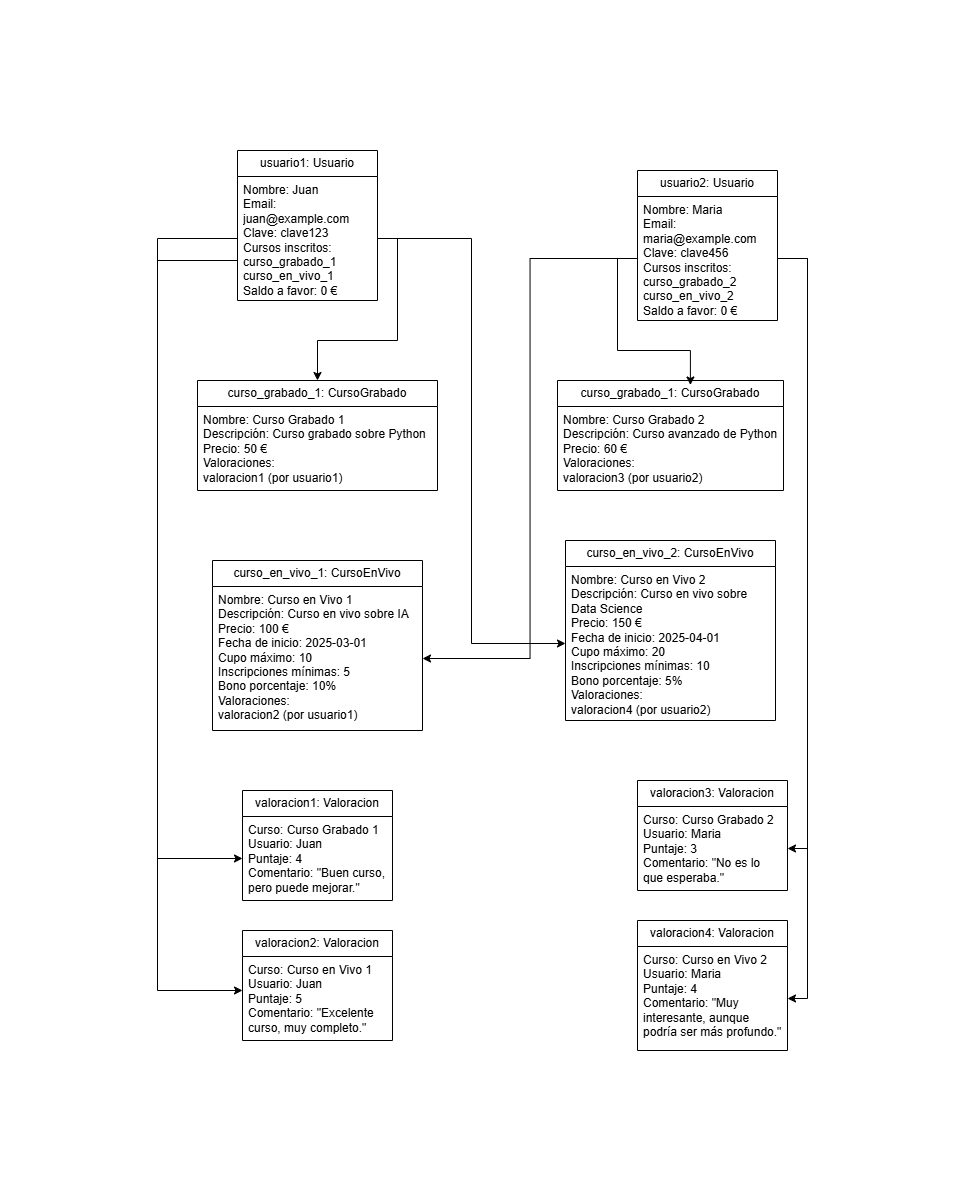 usuario1: Usuario
Nombre: Juan
Email:
juan@example.com
Clave: clave123
Cursos inscritos:
curso_grabado_1
curso_en_vivo_1
Saldo a favor: 0 €
usuario2: Usuario
Nombre: Maria
Email:
maria@example.com
Clave: clave456
Cursos inscritos:
curso_grabado_2
curso_en_vivo_2
Saldo a favor: 0 €
curso_grabado_1: CursoGrabado
Nombre: Curso Grabado 1
Descripción: Curso grabado sobre Python
Precio: 50 €
Valoraciones:
valoracion1 (por usuario1)
curso_grabado_1: CursoGrabado
Nombre: Curso Grabado 2
Descripción: Curso avanzado de Python
Precio: 60 €
Valoraciones:
valoracion3 (por usuario2)
curso_en_vivo_1: CursoEnVivo
Nombre: Curso en Vivo 1
Descripción: Curso en vivo sobre IA
Precio: 100 €
Fecha de inicio: 2025-03-01
Cupo máximo: 10
Inscripciones mínimas: 5
Bono porcentaje: 10%
Valoraciones:
valoracion2 (por usuario1)
curso_en_vivo_2: CursoEnVivo
Nombre: Curso en Vivo 2
Descripción: Curso en vivo sobre
Data Science
Precio: 150 €
Fecha de inicio: 2025-04-01
Cupo máximo: 20
Inscripciones mínimas: 10
Bono porcentaje: 5%
Valoraciones:
valoracion4 (por usuario2)
valoracion1: Valoracion
Curso: Curso Grabado 1
Usuario: Juan
Puntaje: 4
Comentario: "Buen curso,
pero puede mejorar."
valoracion3: Valoracion
Curso: Curso Grabado 2
Usuario: Maria
Puntaje: 3
Comentario: "No es lo
que esperaba."
valoracion2: Valoracion
Curso: Curso en Vivo 1
Usuario: Juan
Puntaje: 5
Comentario: "Excelente
curso, muy completo."
valoracion4: Valoracion
Curso: Curso en Vivo 2
Usuario: Maria
Puntaje: 4
Comentario: "Muy
interesante, aunque
podría ser más profundo."